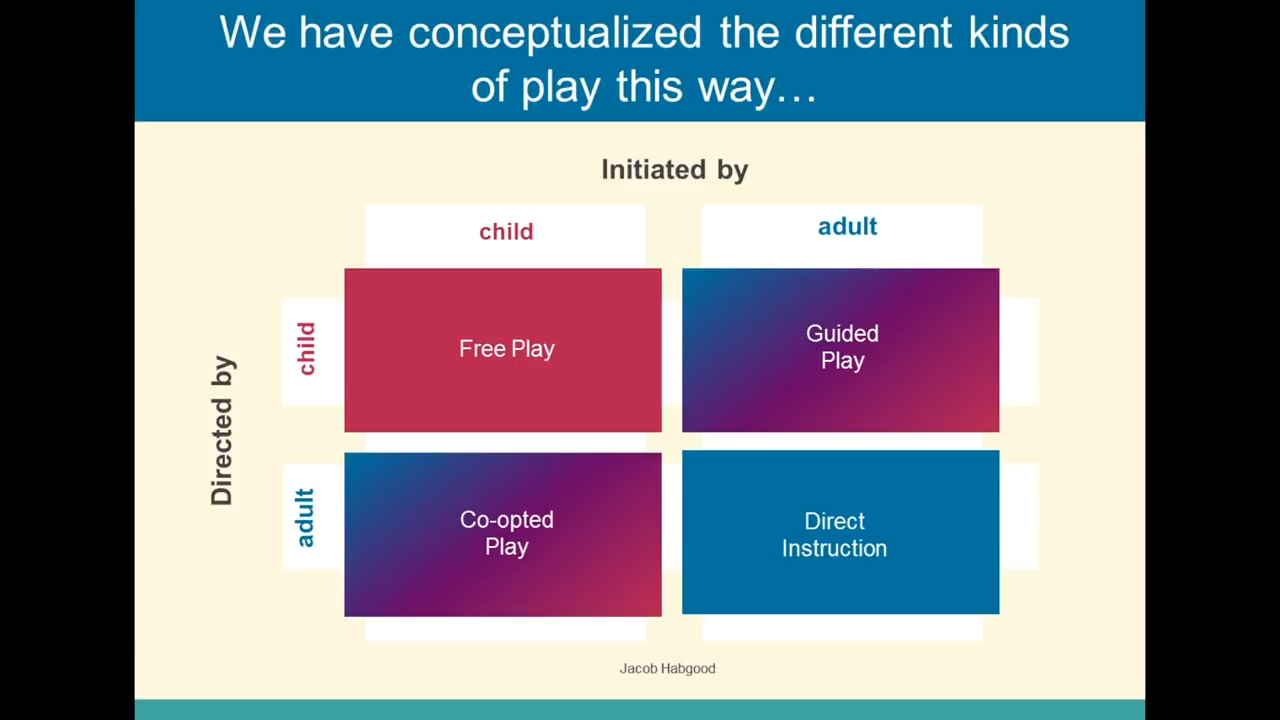 We have conceptualized the different kinds
of play this way…
Initiated by
child
adult
Directed by
child
Free Play
Guided
Play
adult
Co-opted
Play
Direct
Instruction
Jacob Habgood